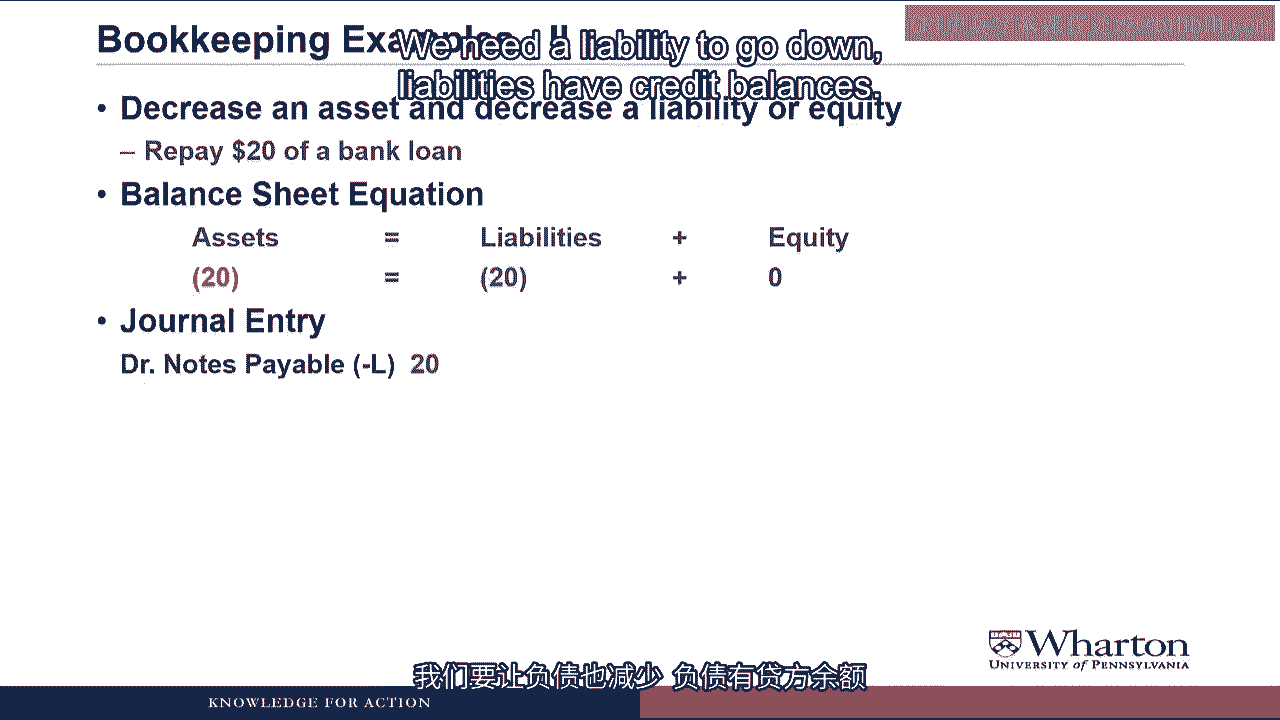 Bookkeeping Examples - II
We need a liability to go down,
liabilities have credit balances.
• Decrease an asset and decrease a liability or equity
– Repay $20 of a bank loan
• Balance Sheet Equation
Assets = Liabilities + Equity
(20) = (20) + 0
• Journal Entry
Dr. Notes Payable (-L) 20
Wharton
UNIVERSITY of PENNSYLVANIA
我们要让负债也减少 负债有贷方余额
KNOWLEDGE FOR ACTION